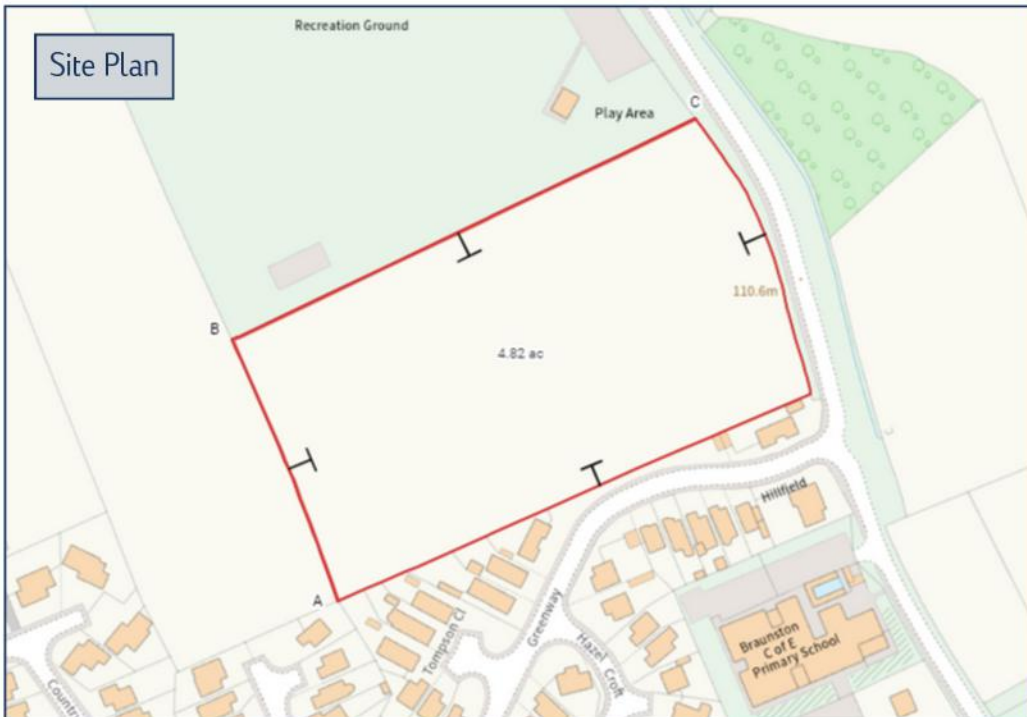 Site Plan
Recreation Ground
Play Area
C
B
110.6m
4.82 ac
A
Hillfield
Greenway
Tompson Cl
Hazel Croft
Braunston
C of E
Primary School
Country